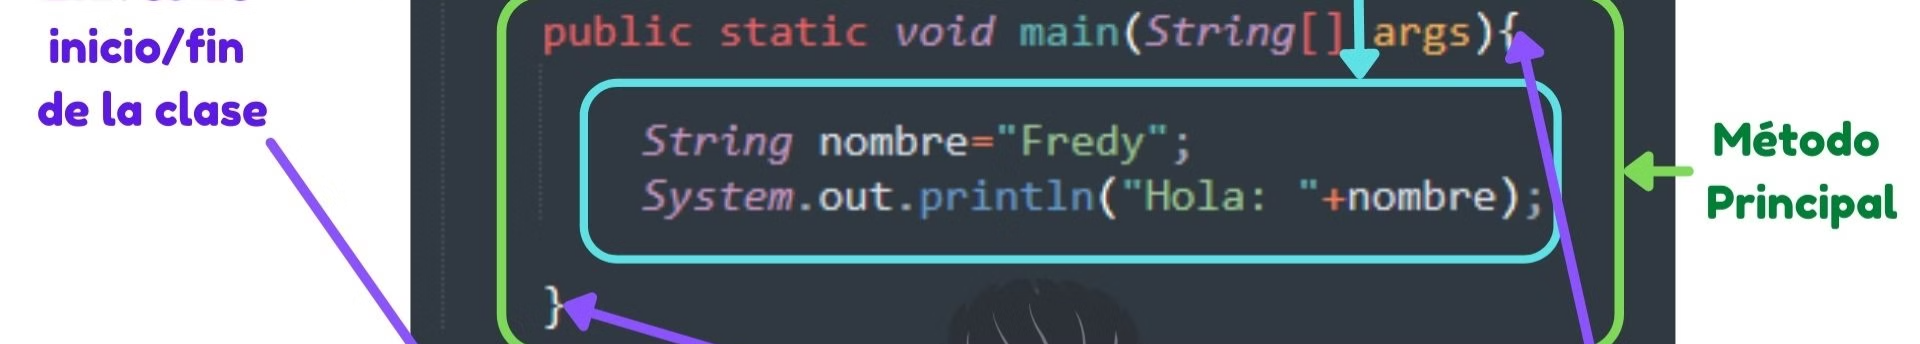 inicio/fin
de la clase
public static void main(String[] args){
String nombre="Fredy";
System.out.println("Hola: "+nombre);
}
Método
Principal